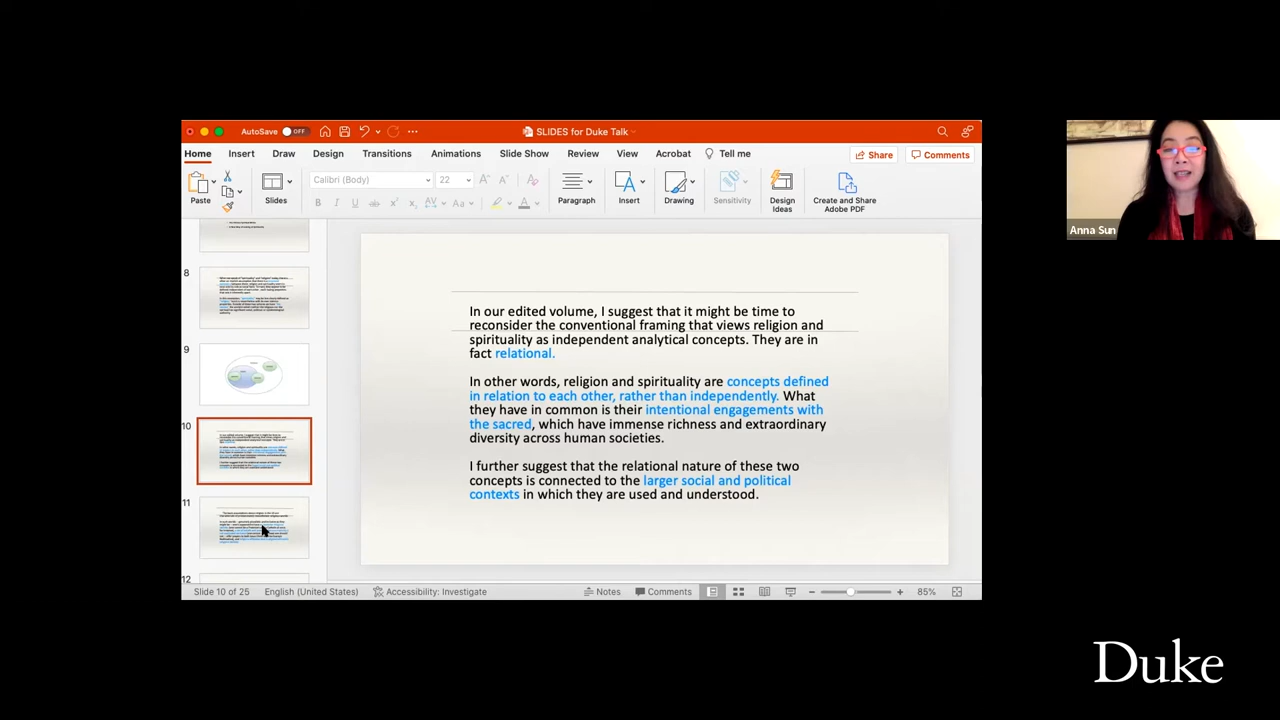 AutoSave OFF
SLIDES for Duke Talk
Home Insert Draw Design Transitions Animations Slide Show Review View Acrobat Tell me
Share Comments
Calibri (Body) 22
Paste Slides Paragraph Insert Drawing Sensitivity Design Ideas Create and Share Adobe PDF
8
9
10
11
12
In our edited volume, I suggest that it might be time to
reconsider the conventional framing that views religion and
spirituality as independent analytical concepts. They are in
fact relational.
In other words, religion and spirituality are concepts defined
in relation to each other, rather than independently. What
they have in common is their intentional engagements with
the sacred, which have immense richness and extraordinary
diversity across human societies.
I further suggest that the relational nature of these two
concepts is connected to the larger social and political
contexts in which they are used and understood.
Slide 10 of 25 English (United States) Accessibility: Investigate Notes Comments 85%
Anna Sun
Duke